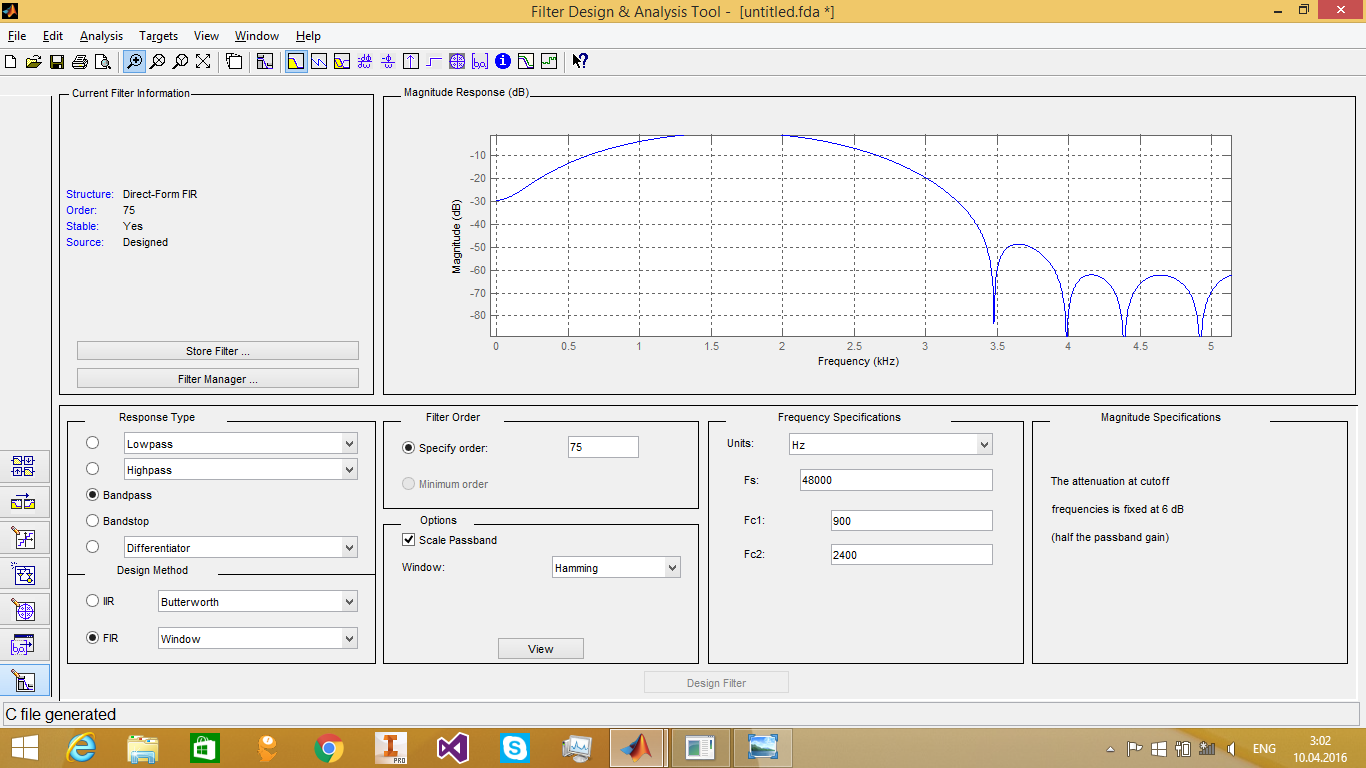 Filter Design & Analysis Tool - [untitled.fda *]
File Edit Analysis Targets View Window Help
Current Filter Information
Structure: Direct-Form FIR
Order: 75
Stable: Yes
Source: Designed
Store Filter ...
Filter Manager ...
Magnitude Response (dB)
Magnitude (dB)
-10
-20
-30
-40
-50
-60
-70
-80
0 0.5 1 1.5 2 2.5 3 3.5 4 4.5 5
Frequency (kHz)
Response Type
Lowpass
Highpass
Bandpass
Bandstop
Differentiator
Design Method
IIR Butterworth
FIR Window
Filter Order
Specify order: 75
Minimum order
Options
Scale Passband
Window: Hamming
View
Frequency Specifications
Units: Hz
Fs: 48000
Fc1: 900
Fc2: 2400
Magnitude Specifications
The attenuation at cutoff
frequencies is fixed at 6 dB
(half the passband gain)
Design Filter
C file generated
PRO
ENG
3:02
10.04.2016